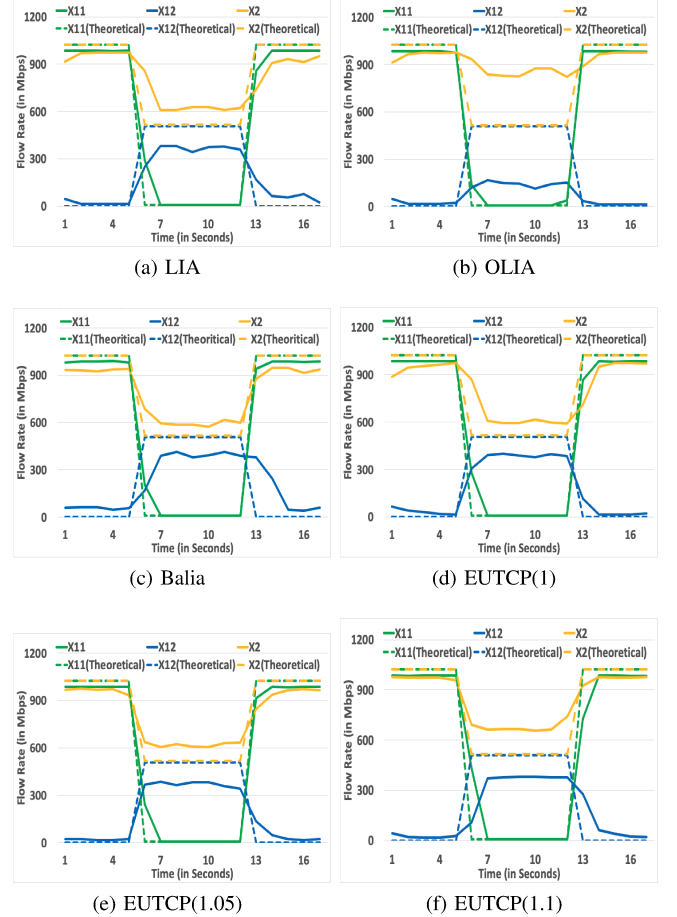 X11 X12 X2
X11(Theoritical) X12(Theoritical) X2(Theoritical)
Flow Rate (in Mbps)
1200
900
600
300
0
1 4 7 10 13 16
Time (in Seconds)
(a) LIA
X11 X12 X2
X11(Theoretical) X12(Theoretical) X2(Theoretical)
Flow Rate (in Mbps)
1200
900
600
300
0
1 4 7 10 13 16
Time (in Seconds)
(b) OLIA
X11 X12 X2
X11(Theoritical) X12(Theoritical) X2(Theoritical)
Flow Rate (in Mbps)
1200
900
600
300
0
1 4 7 10 13 16
Time (in Seconds)
(c) Balia
X11 X12 X2
X11(Theoretical) X12(Theoretical) X2(Theoretical)
Flow Rate (in Mbps)
1200
900
600
300
0
1 4 7 10 13 16
Time (in Seconds)
(d) EUTCP(1)
X11 X12 X2
X11(Theoretical) X12(Theoretical) X2(Theoretical)
Flow Rate (in Mbps)
1200
900
600
300
0
1 4 7 10 13 16
Time (in Seconds)
(e) EUTCP(1.05)
X11 X12 X2
X11(Theoretical) X12(Theoretical) X2(Theoretical)
Flow Rate (in Mbps)
1200
900
600
300
0
1 4 7 10 13 16
Time (in Seconds)
(f) EUTCP(1.1)